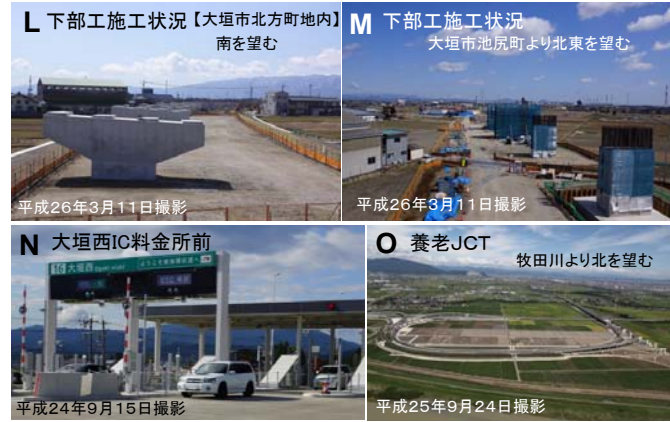 L 下部工施工状況【大垣市北方町地内】
南を望む
平成26年3月11日撮影
M 下部工施工状況
大垣市池尻町より北東を望む
平成26年3月11日撮影
N 大垣西IC料金所前
16 大垣西
平成24年9月15日撮影
O 養老JCT
牧田川より北を望む
平成25年9月24日撮影